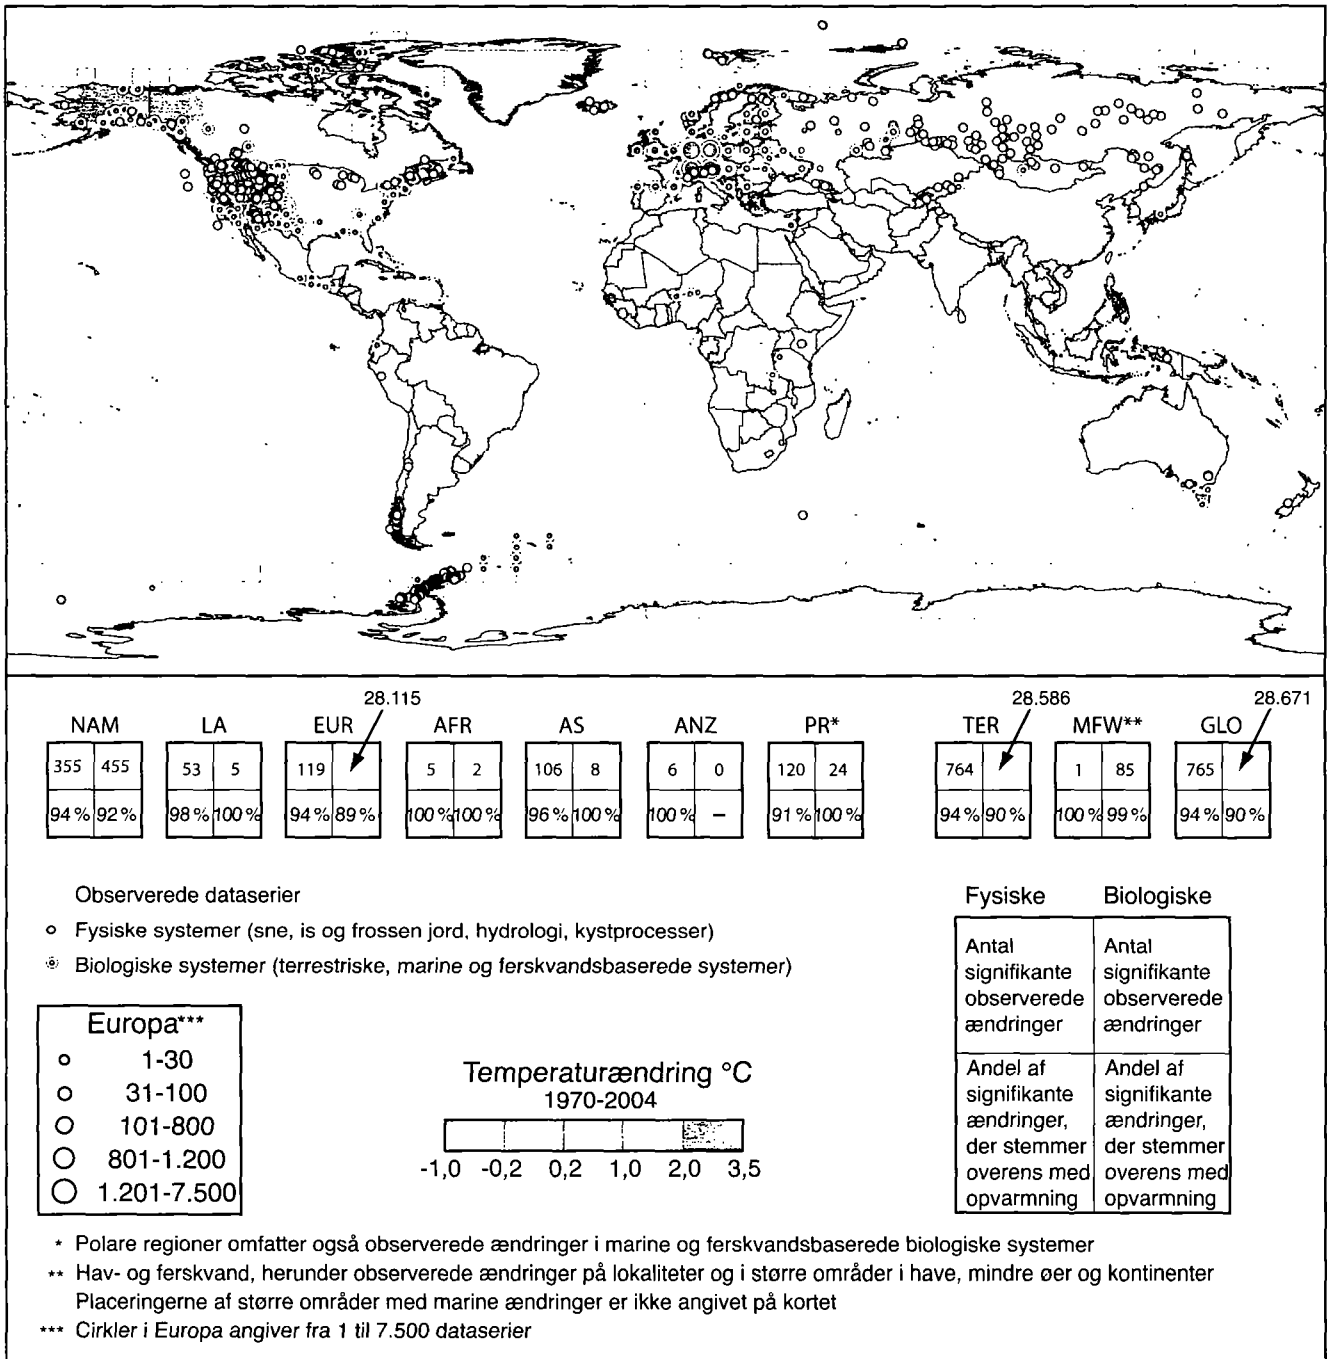 28.115 28.586 28.671
NAM LA EUR AFR AS ANZ PR* TER MFW** GLO
355 455 53 5 119 5 2 106 8 6 0 120 24 764 1 85 765
94 % 92 % 98 % 100 % 94 % 89 % 100 % 100 % 96 % 100 % 100 % – 91 % 100 % 94 % 90 % 100 % 99 % 94 % 90 %
Observerede dataserier
Fysiske systemer (sne, is og frossen jord, hydrologi, kystprocesser)
Biologiske systemer (terrestriske, marine og ferskvandsbaserede systemer)
Europa***
1-30
31-100
101-800
801-1.200
1.201-7.500
Temperaturændring °C
1970-2004
-1,0 -0,2 0,2 1,0 2,0 3,5
Fysiske Biologiske
Antal Antal
signifikante signifikante
observerede observerede
ændringer ændringer
Andel af Andel af
signifikante signifikante
ændringer, ændringer,
der stemmer der stemmer
overens med overens med
opvarmning opvarmning
* Polare regioner omfatter også observerede ændringer i marine og ferskvandsbaserede biologiske systemer
** Hav- og ferskvand, herunder observerede ændringer på lokaliteter og i større områder i have, mindre øer og kontinenter
Placeringerne af større områder med marine ændringer er ikke angivet på kortet
*** Cirkler i Europa angiver fra 1 til 7.500 dataserier